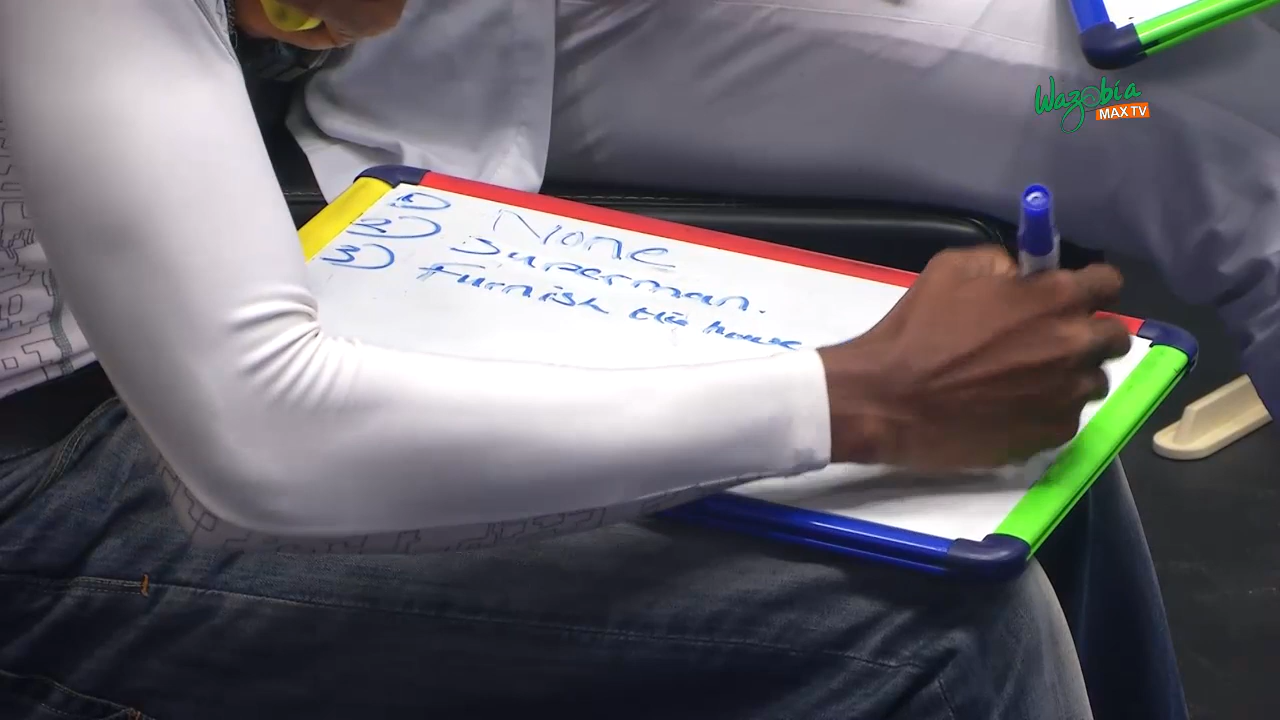 Wazobia
MAX TV
1) None
2) Superman.
3) Furnish the house